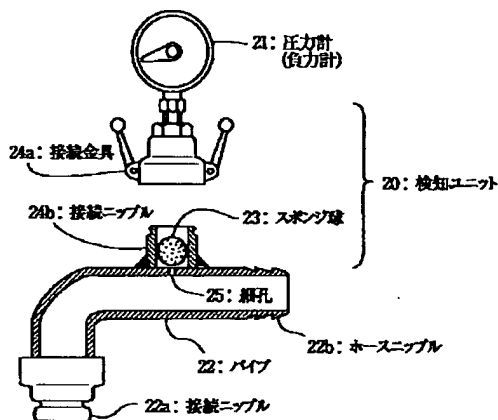 21：圧力計
(負力計)
24a：接続金具
20：検知ユニット
24b：接続ニップル
23：スポンジ球
25：細孔
22：パイプ
22b：ホースニップル
22a：接続ニップル